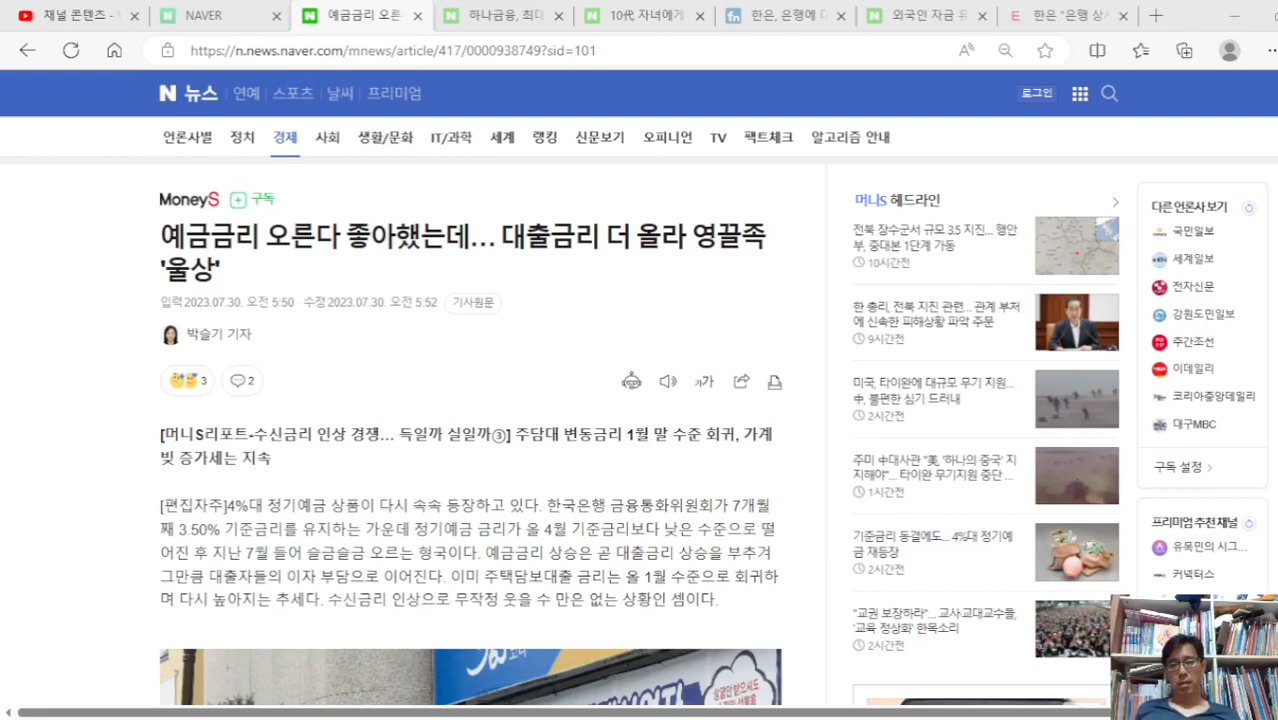 채널 콘텐츠 -
NAVER
예금금리 오른
하나금융, 최대
10代 자녀에게
한은, 은행에 다
외국인 자금 유
한은 "은행 상시
https://n.news.naver.com/mnews/article/417/0000938749?sid=101
N 뉴스 연예 스포츠 날씨 프리미엄
로그인
언론사별 정치 경제 사회 생활/문화 IT/과학 세계 랭킹 신문보기 오피니언 TV 팩트체크 알고리즘 안내
MoneyS 구독
예금금리 오른다 좋아했는데… 대출금리 더 올라 영끌족
'울상'
입력 2023.07.30. 오전 5:50 수정 2023.07.30. 오전 5:52 기사원문
박슬기 기자
3
2
가가
[머니S리포트-수신금리 인상 경쟁… 득일까 실일까③] 주담대 변동금리 1월 말 수준 회귀, 가계
빚 증가세는 지속
[편집자주]4%대 정기예금 상품이 다시 속속 등장하고 있다. 한국은행 금융통화위원회가 7개월
째 3.50% 기준금리를 유지하는 가운데 정기예금 금리가 올 4월 기준금리보다 낮은 수준으로 떨
어진 후 지난 7월 들어 슬금슬금 오르는 형국이다. 예금금리 상승은 곧 대출금리 상승을 부추겨
그만큼 대출자들의 이자 부담으로 이어진다. 이미 주택담보대출 금리는 올 1월 수준으로 회귀하
며 다시 높아지는 추세다. 수신금리 인상으로 무작정 웃을 수 만은 없는 상황인 셈이다.
머니S 헤드라인
전북 장수군서 규모 3.5 지진… 행안
부, 중대본 1단계 가동
10시간전
한 총리, 전북 지진 관련… 관계 부처
에 신속한 피해상황 파악 주문
9시간전
미국, 타이완에 대규모 무기 지원…
中, 불편한 심기 드러내
2시간전
주미 中대사관 "美, '하나의 중국' 지
지해야"… 타이완 무기지원 중단 …
1시간전
기준금리 동결에도… 4%대 정기예
금 재등장
2시간전
"교권 보장하라"… 교사·교대교수들,
'교육 정상화' 한목소리
2시간전
다른 언론사 보기
국민일보
세계일보
전자신문
강원도민일보
주간조선
이데일리
코리아중앙데일리
대구MBC
구독 설정
프리미엄 추천 채널
유목민의 시그…
커넥터스